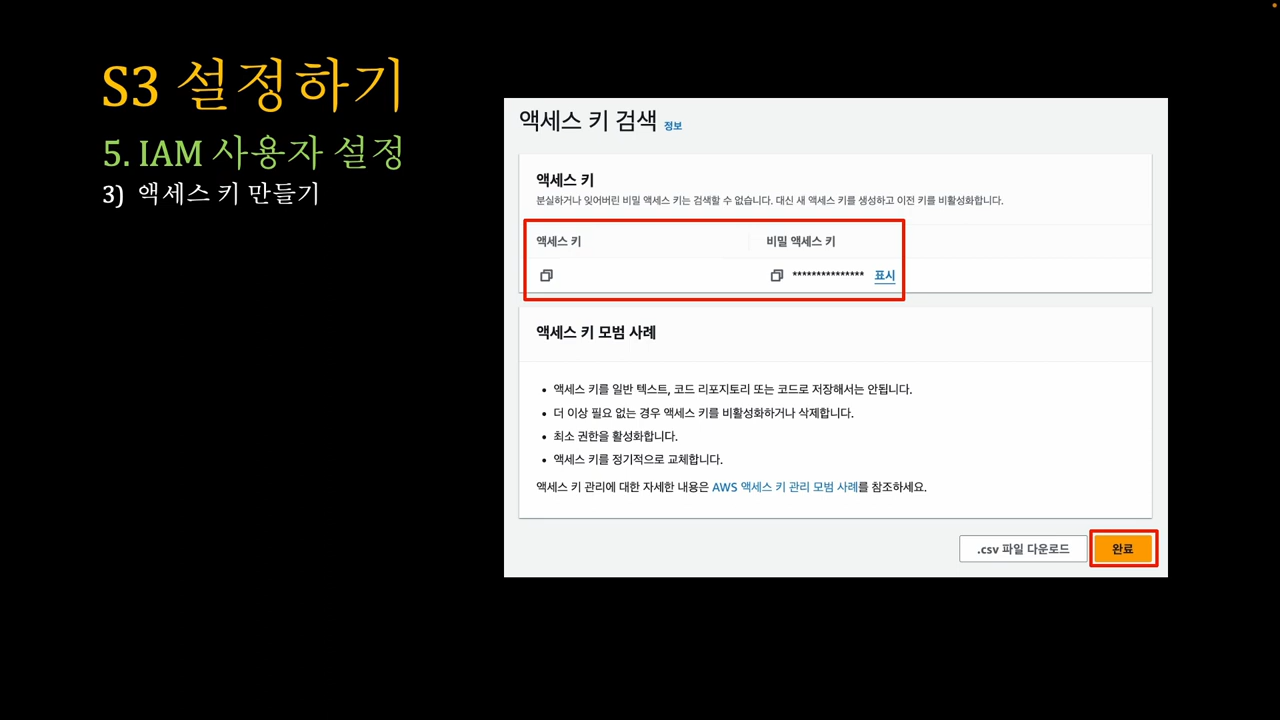 S3 설정하기
5. IAM 사용자 설정
3) 액세스 키 만들기
액세스 키 검색 정보
액세스 키
분실하거나 잊어버린 비밀 액세스 키는 검색할 수 없습니다. 대신 새 액세스 키를 생성하고 이전 키를 비활성화합니다.
액세스 키 비밀 액세스 키
*************** 표시
액세스 키 모범 사례
• 액세스 키를 일반 텍스트, 코드 리포지토리 또는 코드로 저장해서는 안됩니다.
• 더 이상 필요 없는 경우 액세스 키를 비활성화하거나 삭제합니다.
• 최소 권한을 활성화합니다.
• 액세스 키를 정기적으로 교체합니다.
액세스 키 관리에 대한 자세한 내용은 AWS 액세스 키 관리 모범 사례를 참조하세요.
.csv 파일 다운로드 완료